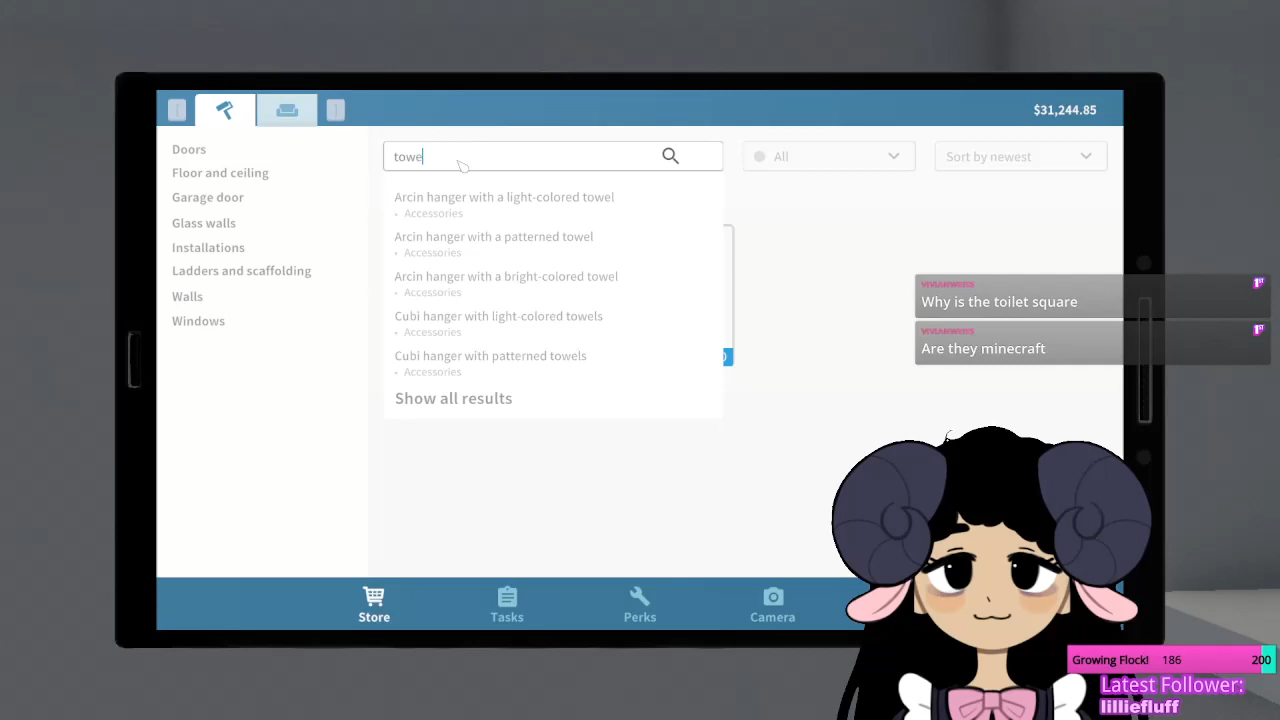 $31,244.85
Doors
Floor and ceiling
Garage door
Glass walls
Installations
Ladders and scaffolding
Walls
Windows
towe
All
Sort by newest
Arcin hanger with a light-colored towel
• Accessories
Arcin hanger with a patterned towel
• Accessories
Arcin hanger with a bright-colored towel
• Accessories
Cubi hanger with light-colored towels
• Accessories
Cubi hanger with patterned towels
• Accessories
Show all results
1st
Why is the toilet square
1st
Are they minecraft
Store
Tasks
Perks
Camera
Growing Flock! 186 200
Latest Follower:
lilliefluff